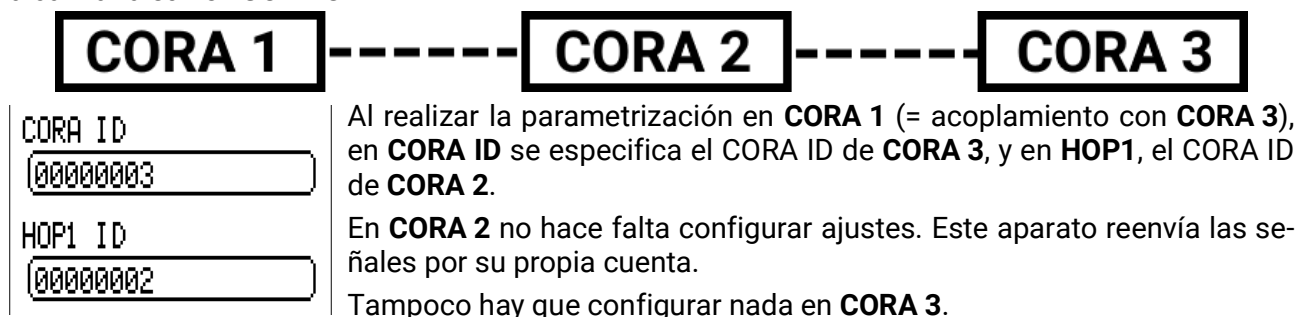 CORA 1 CORA 2 CORA 3
CORA ID
00000003
HOP1 ID
00000002
Al realizar la parametrización en CORA 1 (= acoplamiento con CORA 3),
en CORA ID se especifica el CORA ID de CORA 3, y en HOP1, el CORA ID
de CORA 2.
En CORA 2 no hace falta configurar ajustes. Este aparato reenvía las se-
ñales por su propia cuenta.
Tampoco hay que configurar nada en CORA 3.